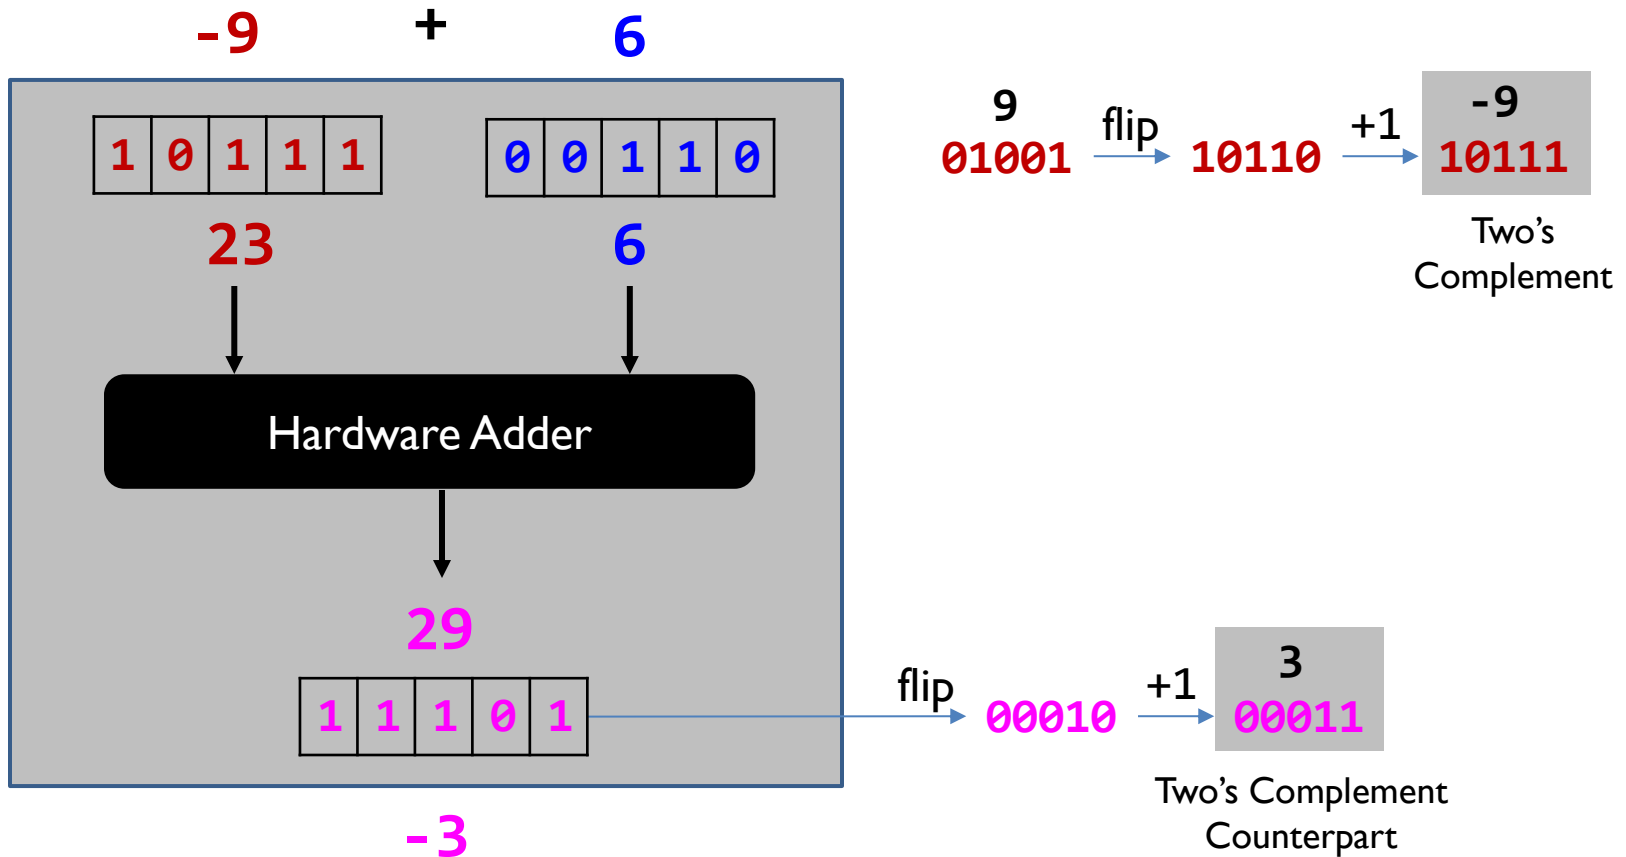 -9 + 6
1 0 1 1 1
0 0 1 1 0
23
6
Hardware Adder
29
1 1 1 0 1
-3
9
01001
flip
10110
+1
-9
10111
Two's
Complement
flip
00010
+1
3
00011
Two's Complement
Counterpart